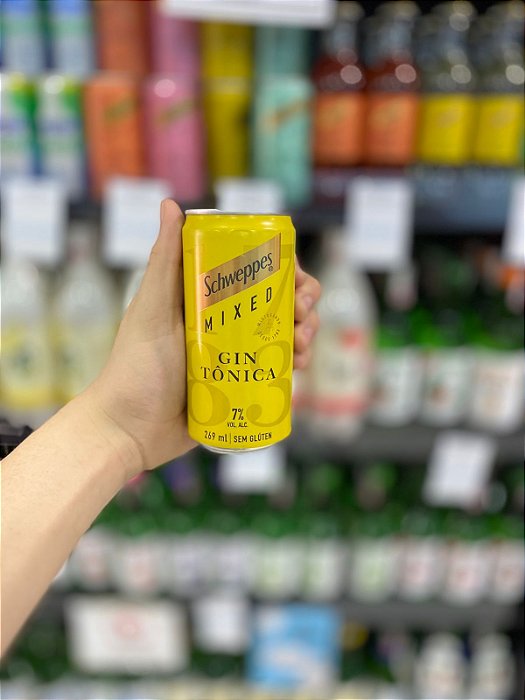 Schweppes
MIXED
GIN
TÔNICA
7%
VOL. ALC.
269 ml | SEM GLÚTEN